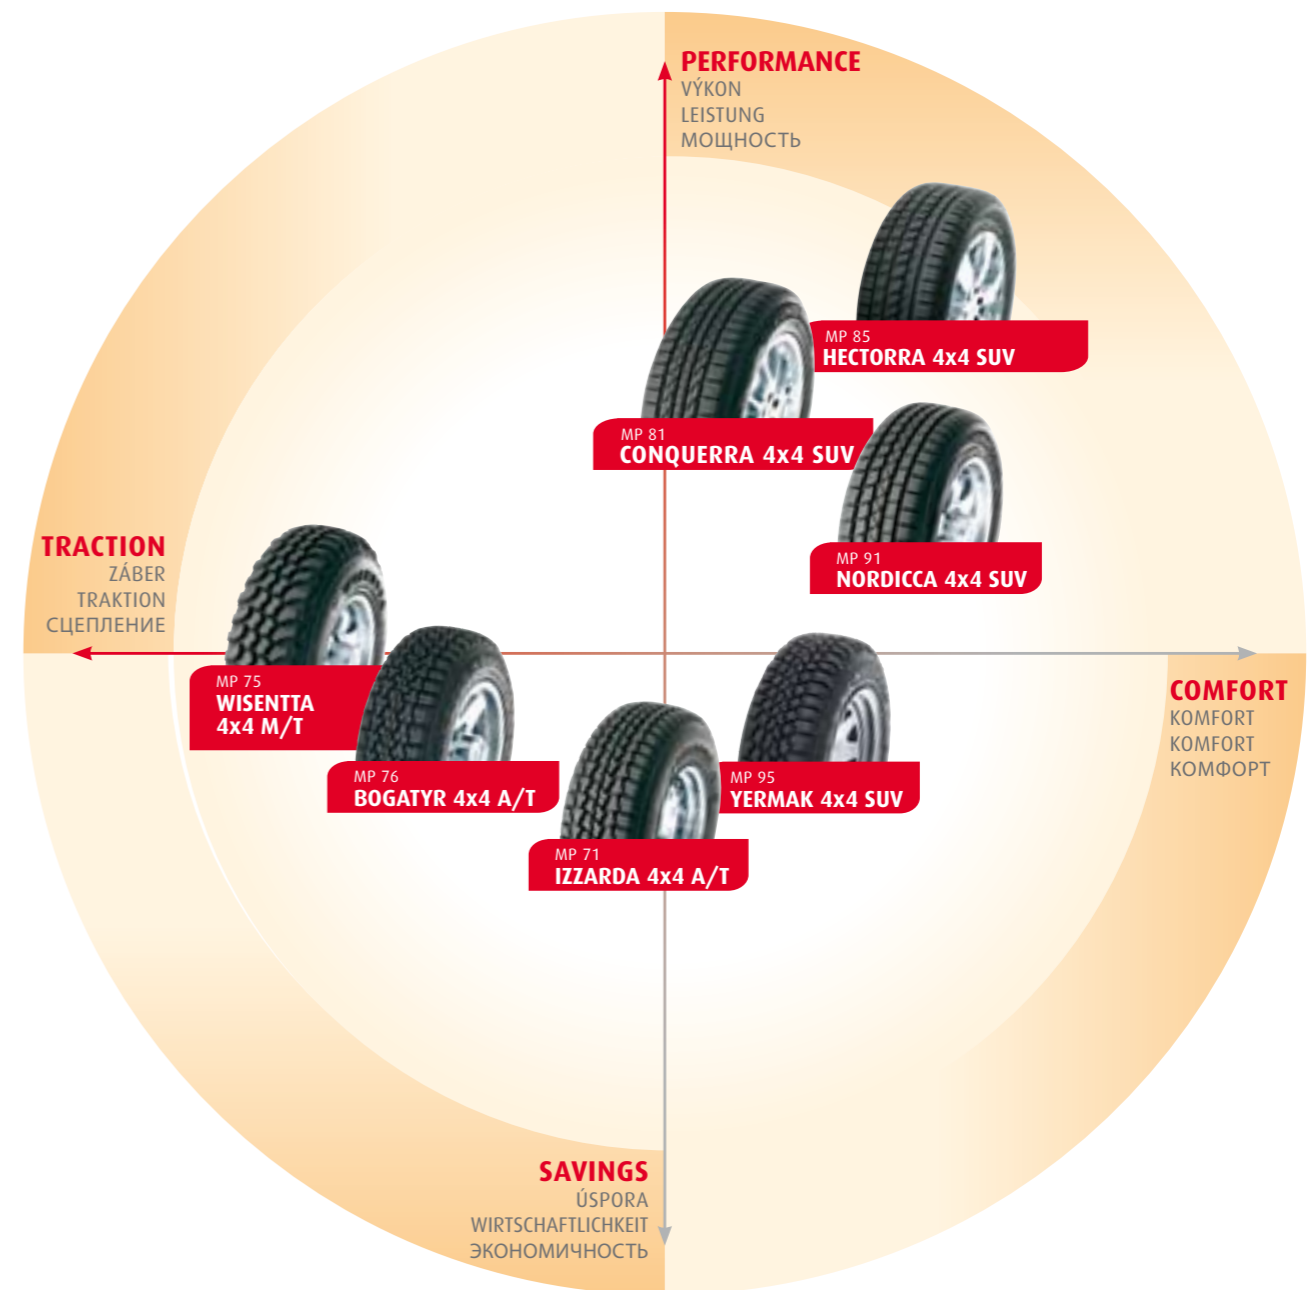 PERFORMANCE
VÝKON
LEISTUNG
МОЩНОСТЬ
MP 85
HECTORRA 4x4 SUV
MP 81
CONQUERRA 4x4 SUV
MP 91
NORDICCA 4x4 SUV
TRACTION
ZÁBER
TRAKTION
СЦЕПЛЕНИЕ
MP 75
WISENTTA
4x4 M/T
COMFORT
KOMFORT
KOMFORT
КОМФОРТ
MP 76
BOGATYR 4x4 A/T
MP 95
YERMAK 4x4 SUV
MP 71
IZZARDA 4x4 A/T
SAVINGS
ÚSPORA
WIRTSCHAFTLICHKEIT
ЭКОНОМИЧНОСТЬ